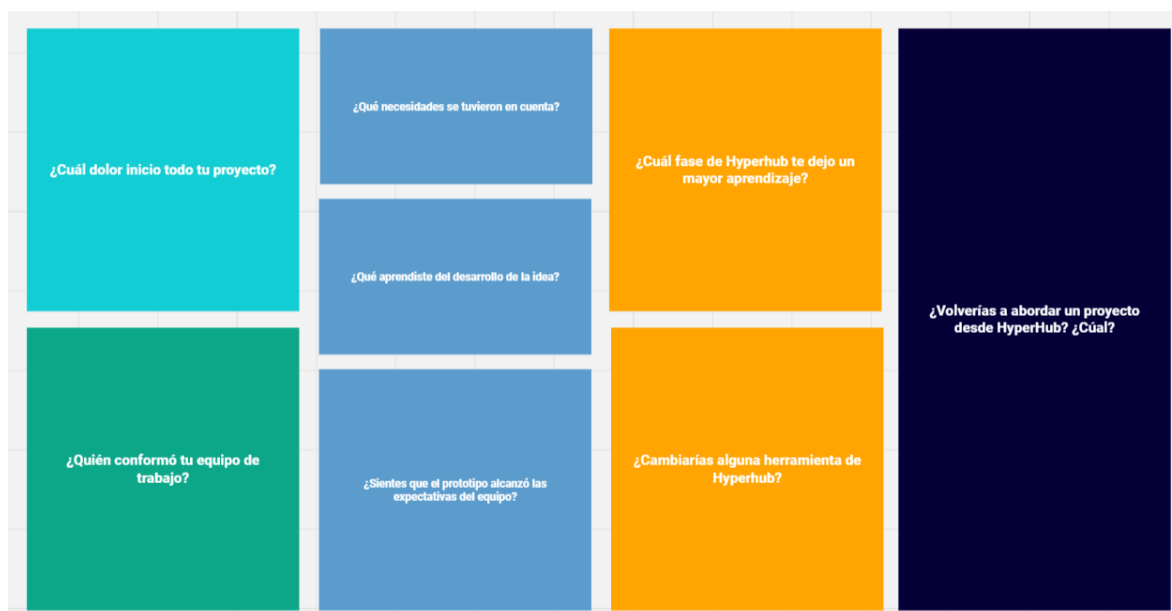 ¿Cuál dolor inicio todo tu proyecto?
¿Quién conformó tu equipo de
trabajo?
¿Qué necesidades se tuvieron en cuenta?
¿Qué aprendiste del desarrollo de la idea?
¿Sientes que el prototipo alcanzó las
expectativas del equipo?
¿Cuál fase de Hyperhub te dejo un
mayor aprendizaje?
¿Cambiarías alguna herramienta de
Hyperhub?
¿Volverías a abordar un proyecto
desde HyperHub? ¿Cúal?